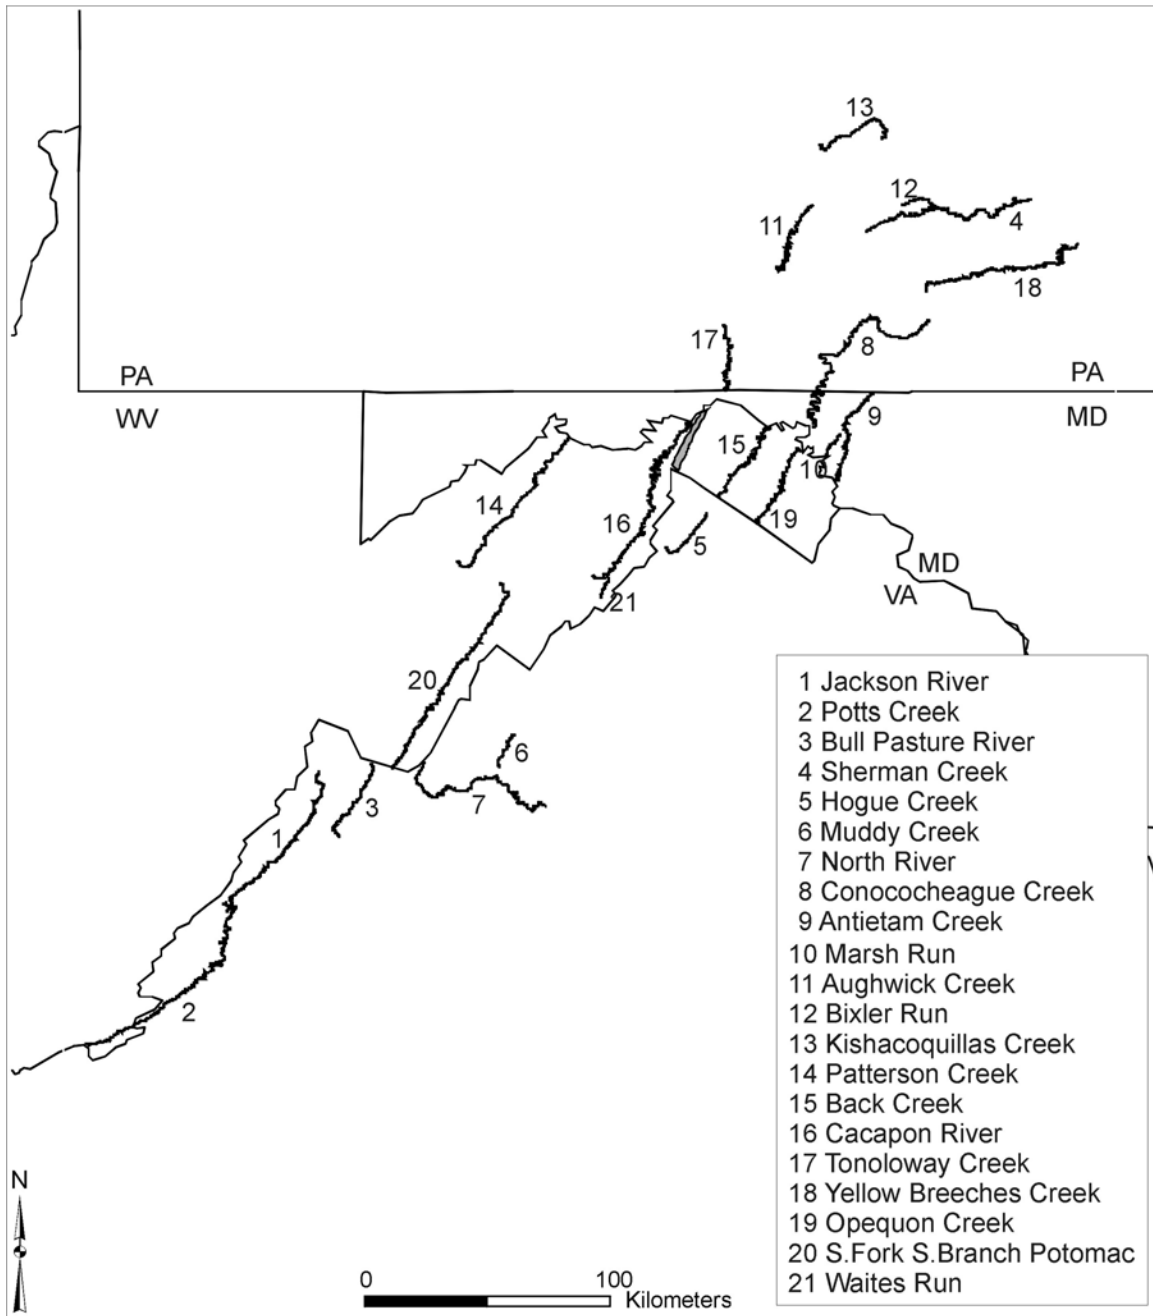 13
12
11
4
18
17
8
PA
PA
WV
MD
9
15
10
14
16
19
5
MD
21
VA
20
6
7
3
1
2
1 Jackson River
2 Potts Creek
3 Bull Pasture River
4 Sherman Creek
5 Hogue Creek
6 Muddy Creek
7 North River
8 Conococheague Creek
9 Antietam Creek
10 Marsh Run
11 Aughwick Creek
12 Bixler Run
13 Kishacoquillas Creek
14 Patterson Creek
15 Back Creek
16 Cacapon River
17 Tonoloway Creek
18 Yellow Breeches Creek
19 Opequon Creek
20 S.Fork S.Branch Potomac
21 Waites Run
N
0 100
Kilometers